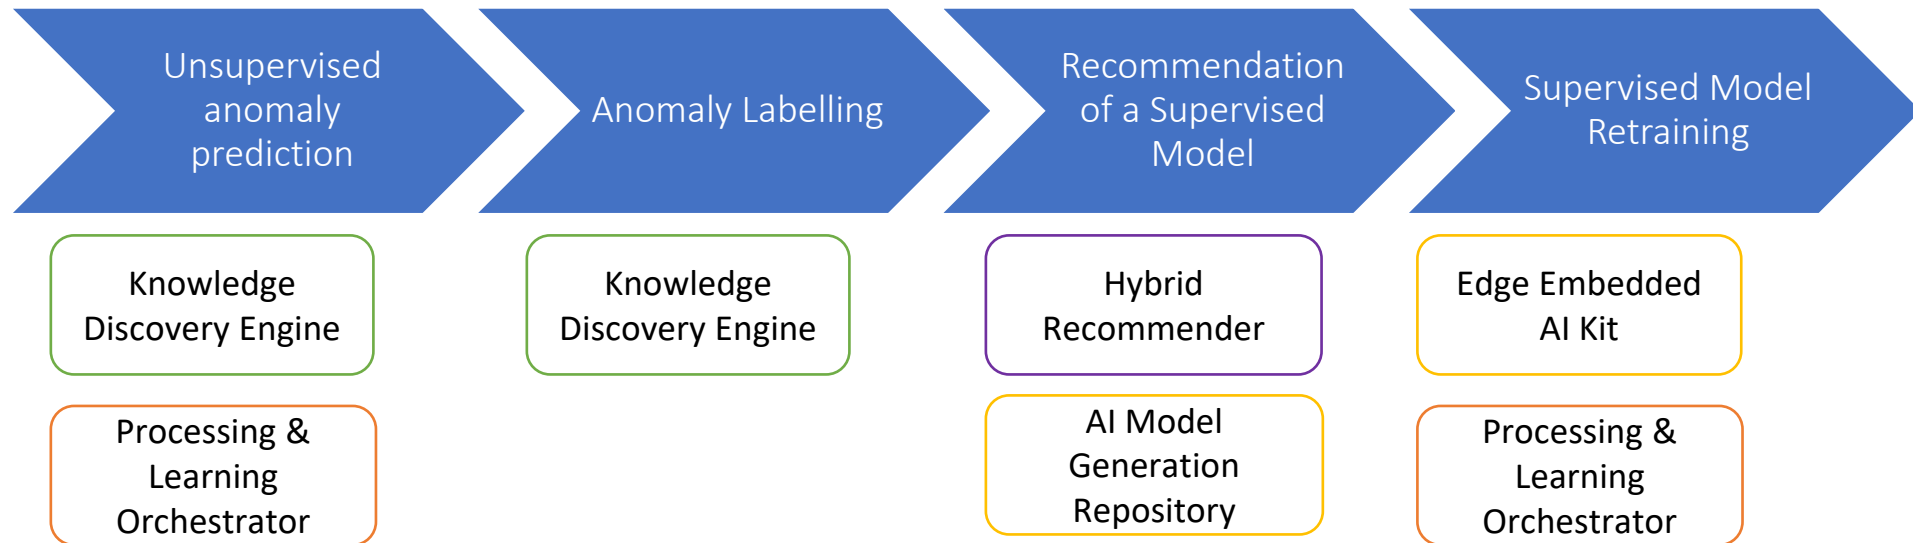 Unsupervised
anomaly
prediction
Anomaly Labelling
Recommendation
of a Supervised
Model
Supervised Model
Retraining
Knowledge
Discovery Engine
Knowledge
Discovery Engine
Hybrid
Recommender
Edge Embedded
AI Kit
Processing &
Learning
Orchestrator
AI Model
Generation
Repository
Processing &
Learning
Orchestrator